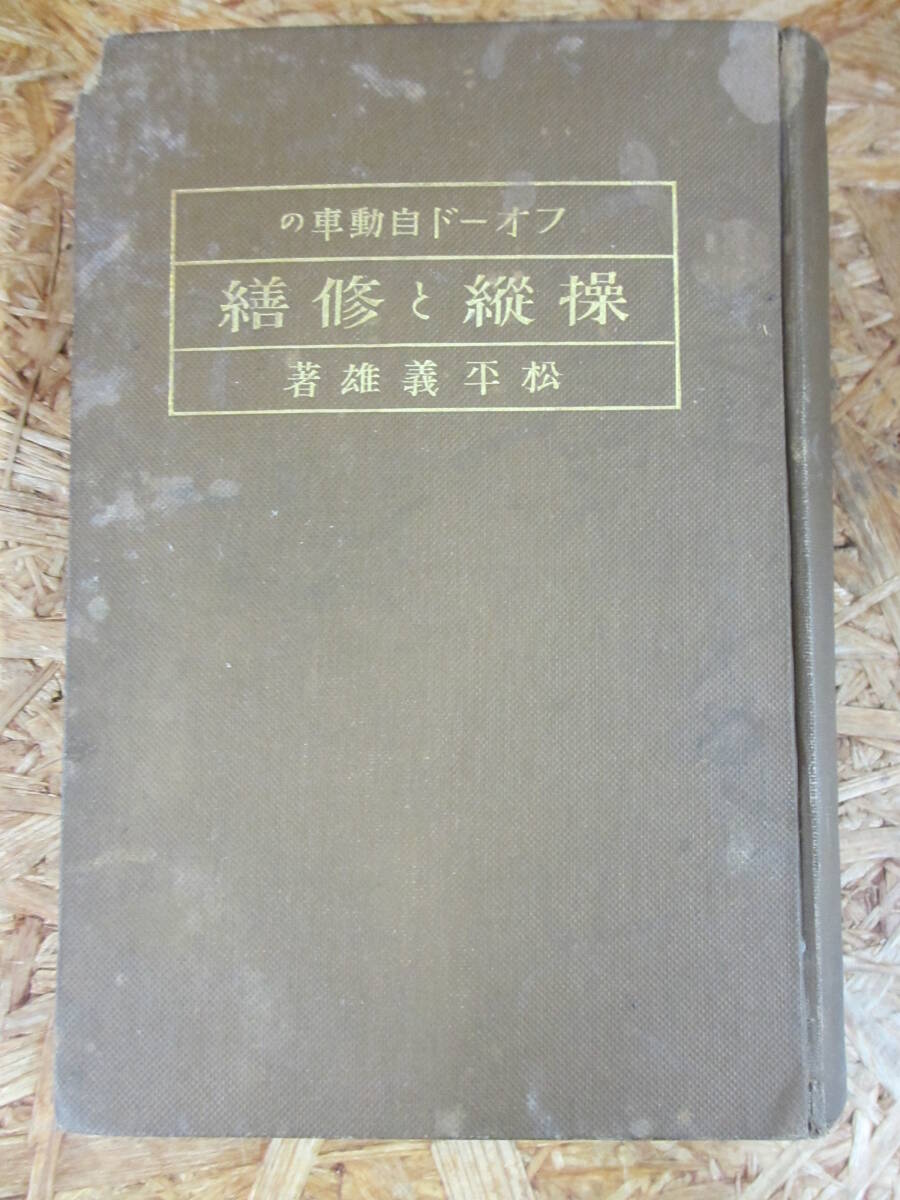 フオード自動車の
操縦と修繕
松平義雄著